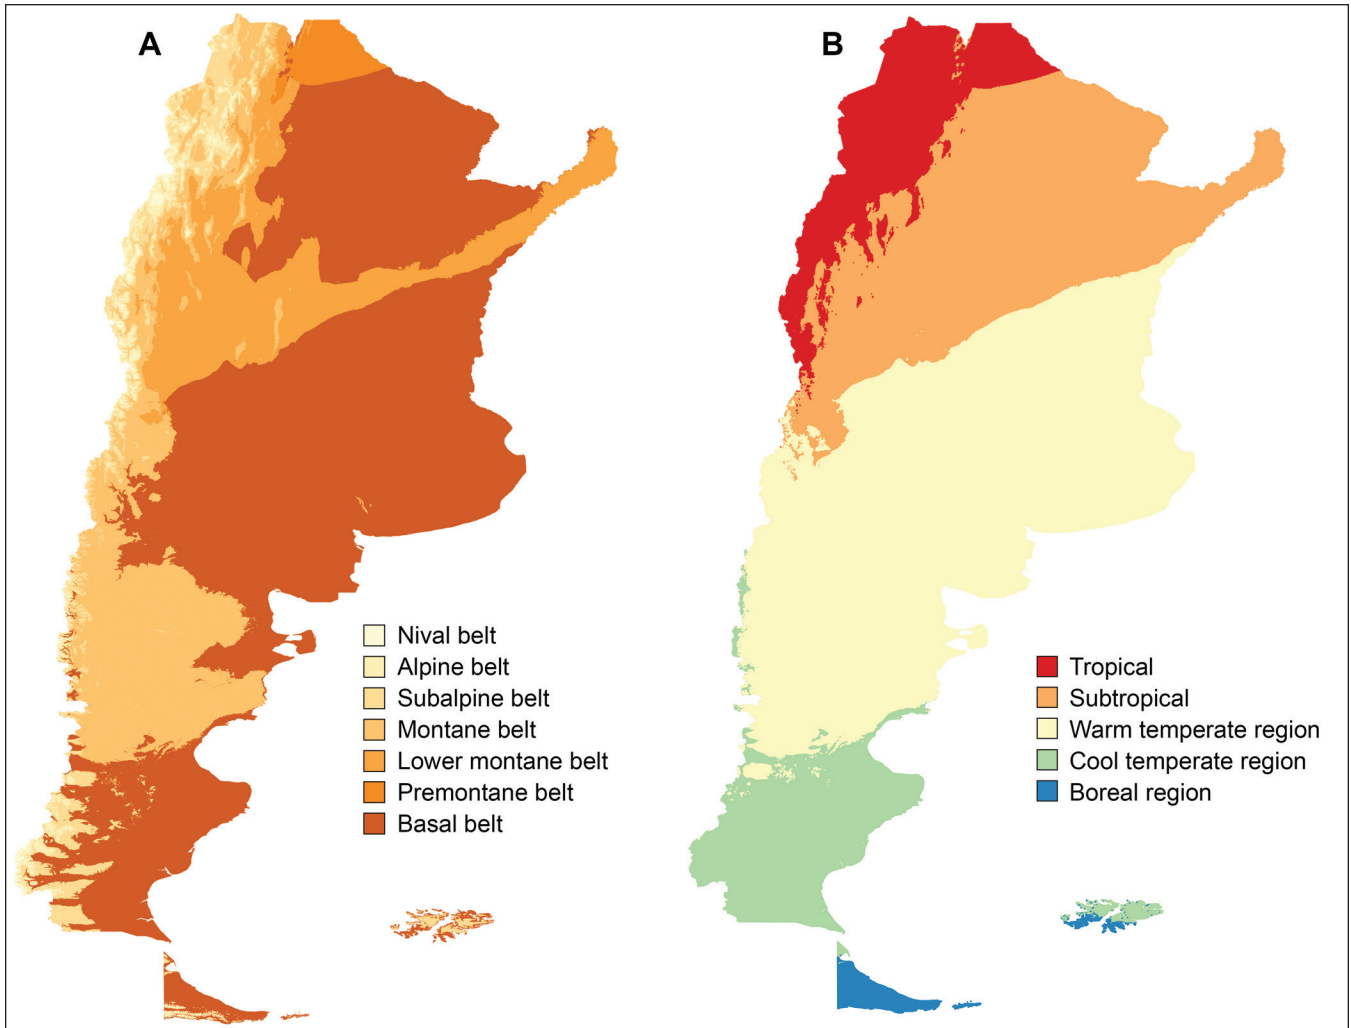 A
B
Nival belt
Alpine belt
Subalpine belt
Montane belt
Lower montane belt
Premontane belt
Basal belt
Tropical
Subtropical
Warm temperate region
Cool temperate region
Boreal region